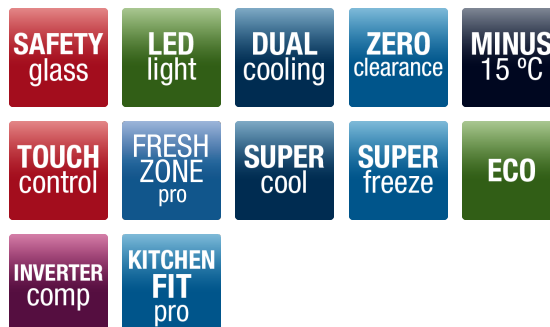 SAFETY
glass
LED
light
DUAL
cooling
ZERO
clearance
MINUS
15 ºC
TOUCH
control
FRESH
ZONE
pro
SUPER
cool
SUPER
freeze
ECO
INVERTER
comp
KITCHEN
FIT
pro